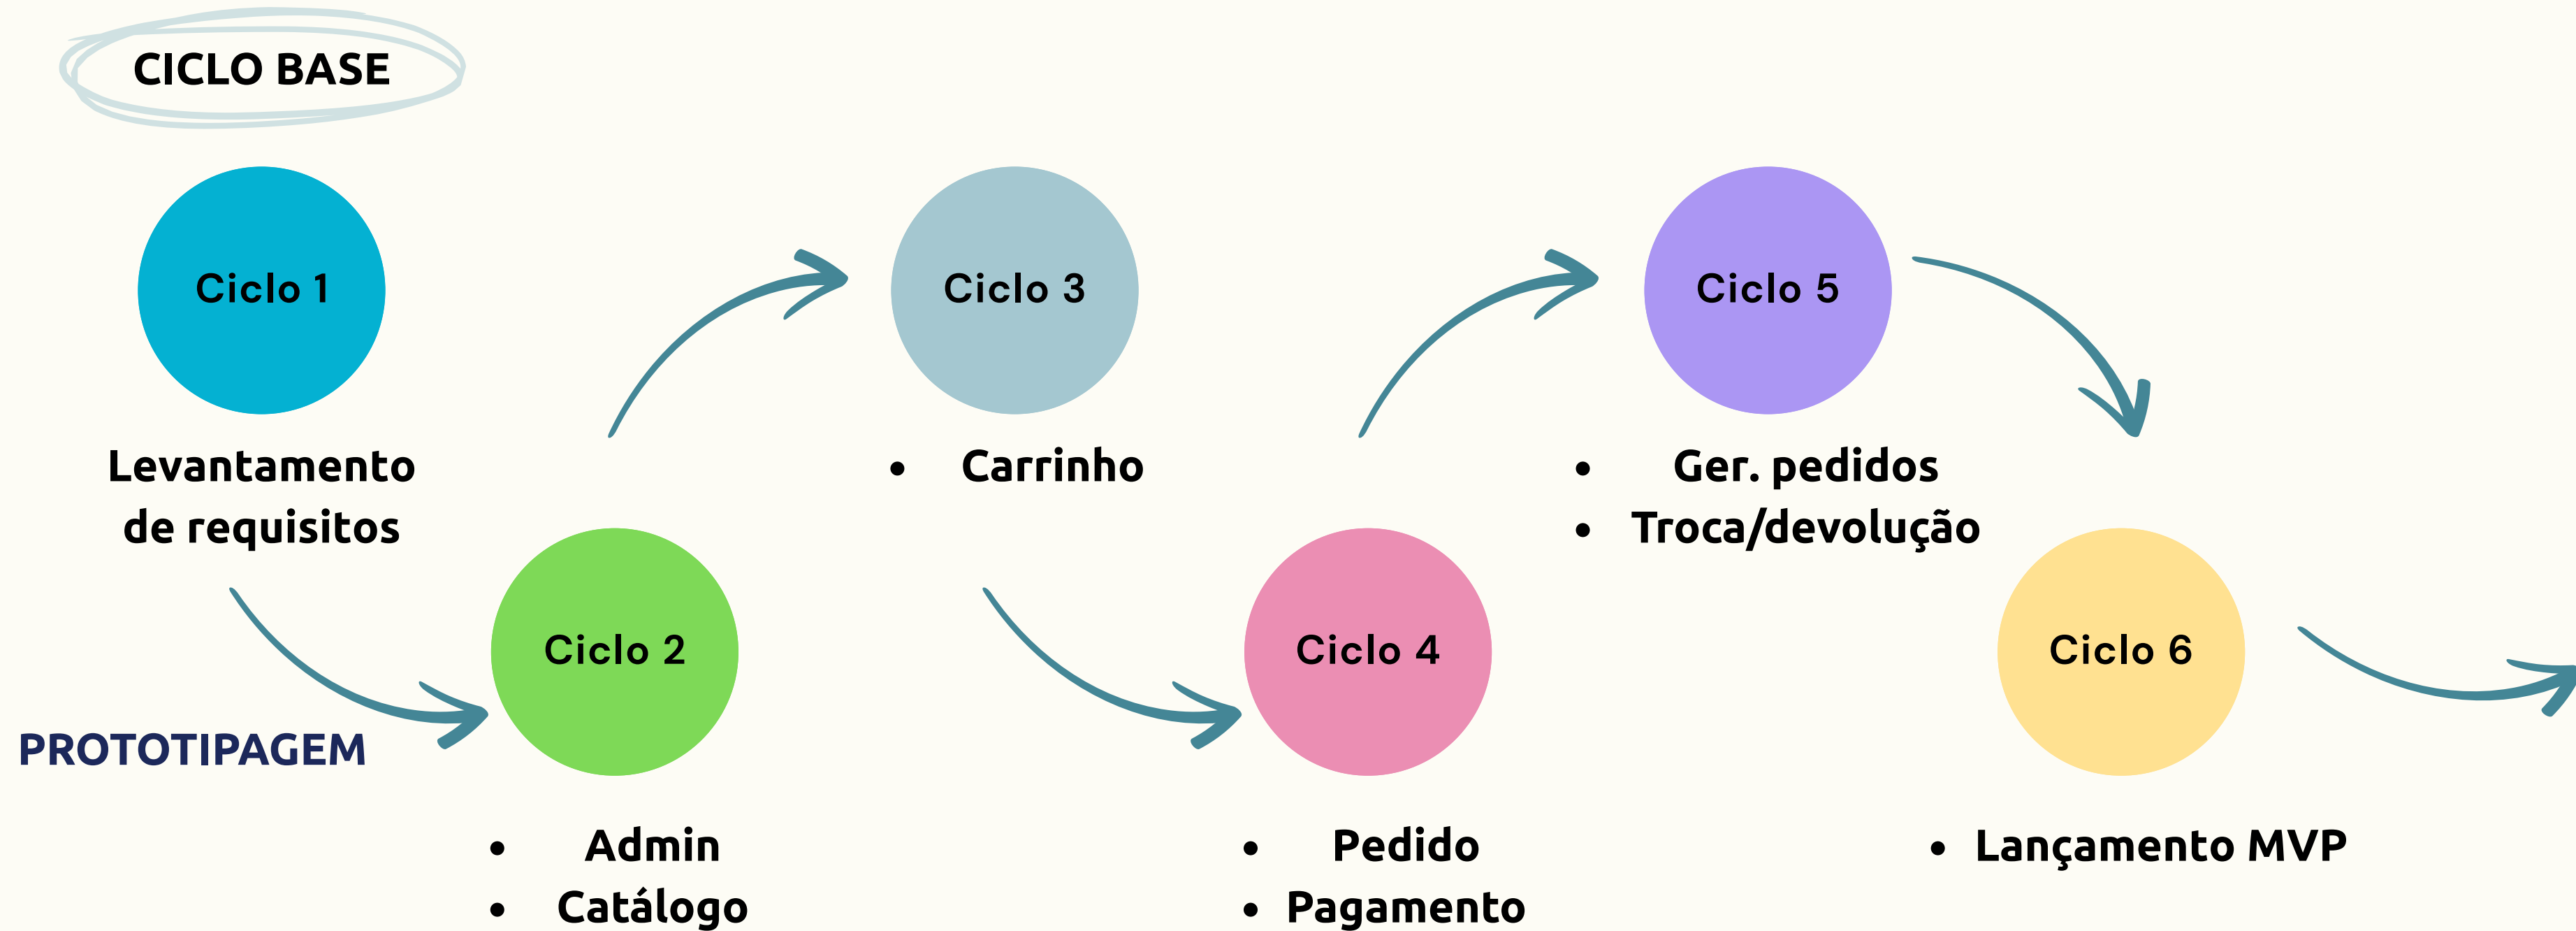 CICLO BASE
Ciclo 1
Levantamento
de requisitos
PROTOTIPAGEM
Ciclo 2
• Admin
• Catálogo
Ciclo 3
• Carrinho
Ciclo 4
• Pedido
• Pagamento
Ciclo 5
• Ger. pedidos
• Troca/devolução
Ciclo 6
• Lançamento MVP